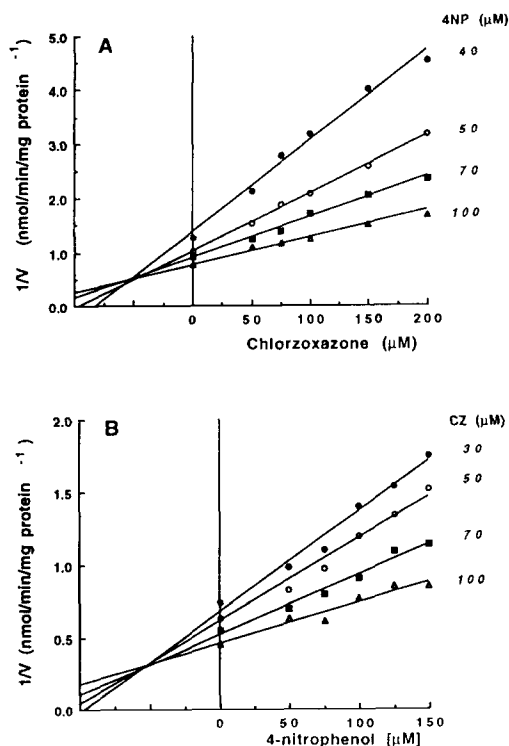 A
4NP (μM)
1/V (nmol/min/mg protein -1)
5.0
4.0
3.0
2.0
1.0
0.0
40
50
70
100
0 50 100 150 200
Chlorzoxazone (μM)
B
CZ (μM)
1/V (nmol/min/mg protein -1)
2.0
1.5
1.0
0.5
0.0
30
50
70
100
0 50 100 150
4-nitrophenol [μM]